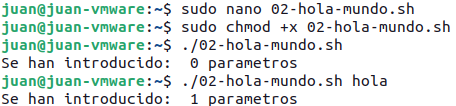 juan@juan-vmware:~$ sudo nano 02-hola-mundo.sh
juan@juan-vmware:~$ sudo chmod +x 02-hola-mundo.sh
juan@juan-vmware:~$ ./02-hola-mundo.sh
Se han introducido:  0 parametros
juan@juan-vmware:~$ ./02-hola-mundo.sh hola
Se han introducido:  1 parametros